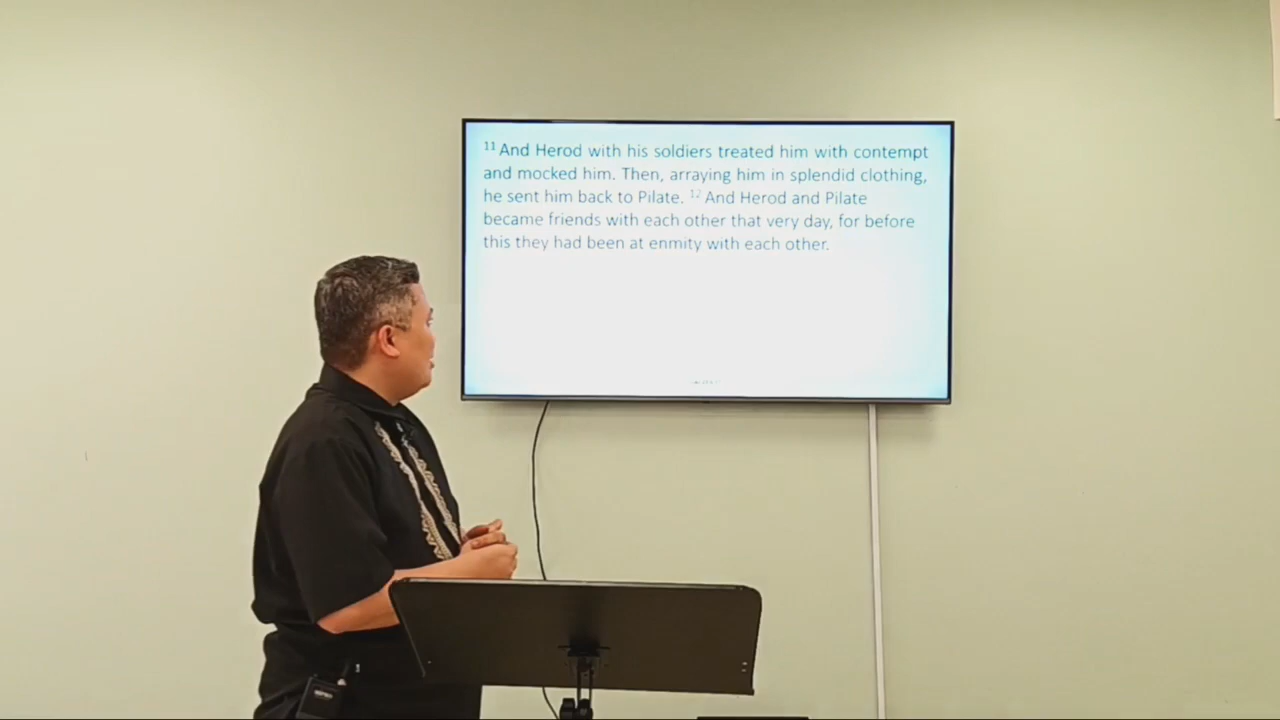 11 And Herod with his soldiers treated him with contempt
and mocked him. Then, arraying him in splendid clothing,
he sent him back to Pilate. 12 And Herod and Pilate
became friends with each other that very day, for before
this they had been at enmity with each other.